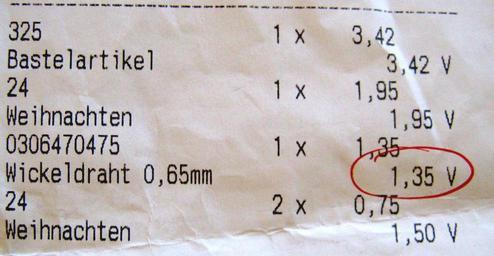 325 1 x 3,42
Bastelartikel 3,42 V
24 1 x 1,95
Weihnachten 1,95 V
0306470475 1 x 1,35
Wickeldraht 0,65mm 1,35 V
24 2 x 0,75
Weihnachten 1,50 V